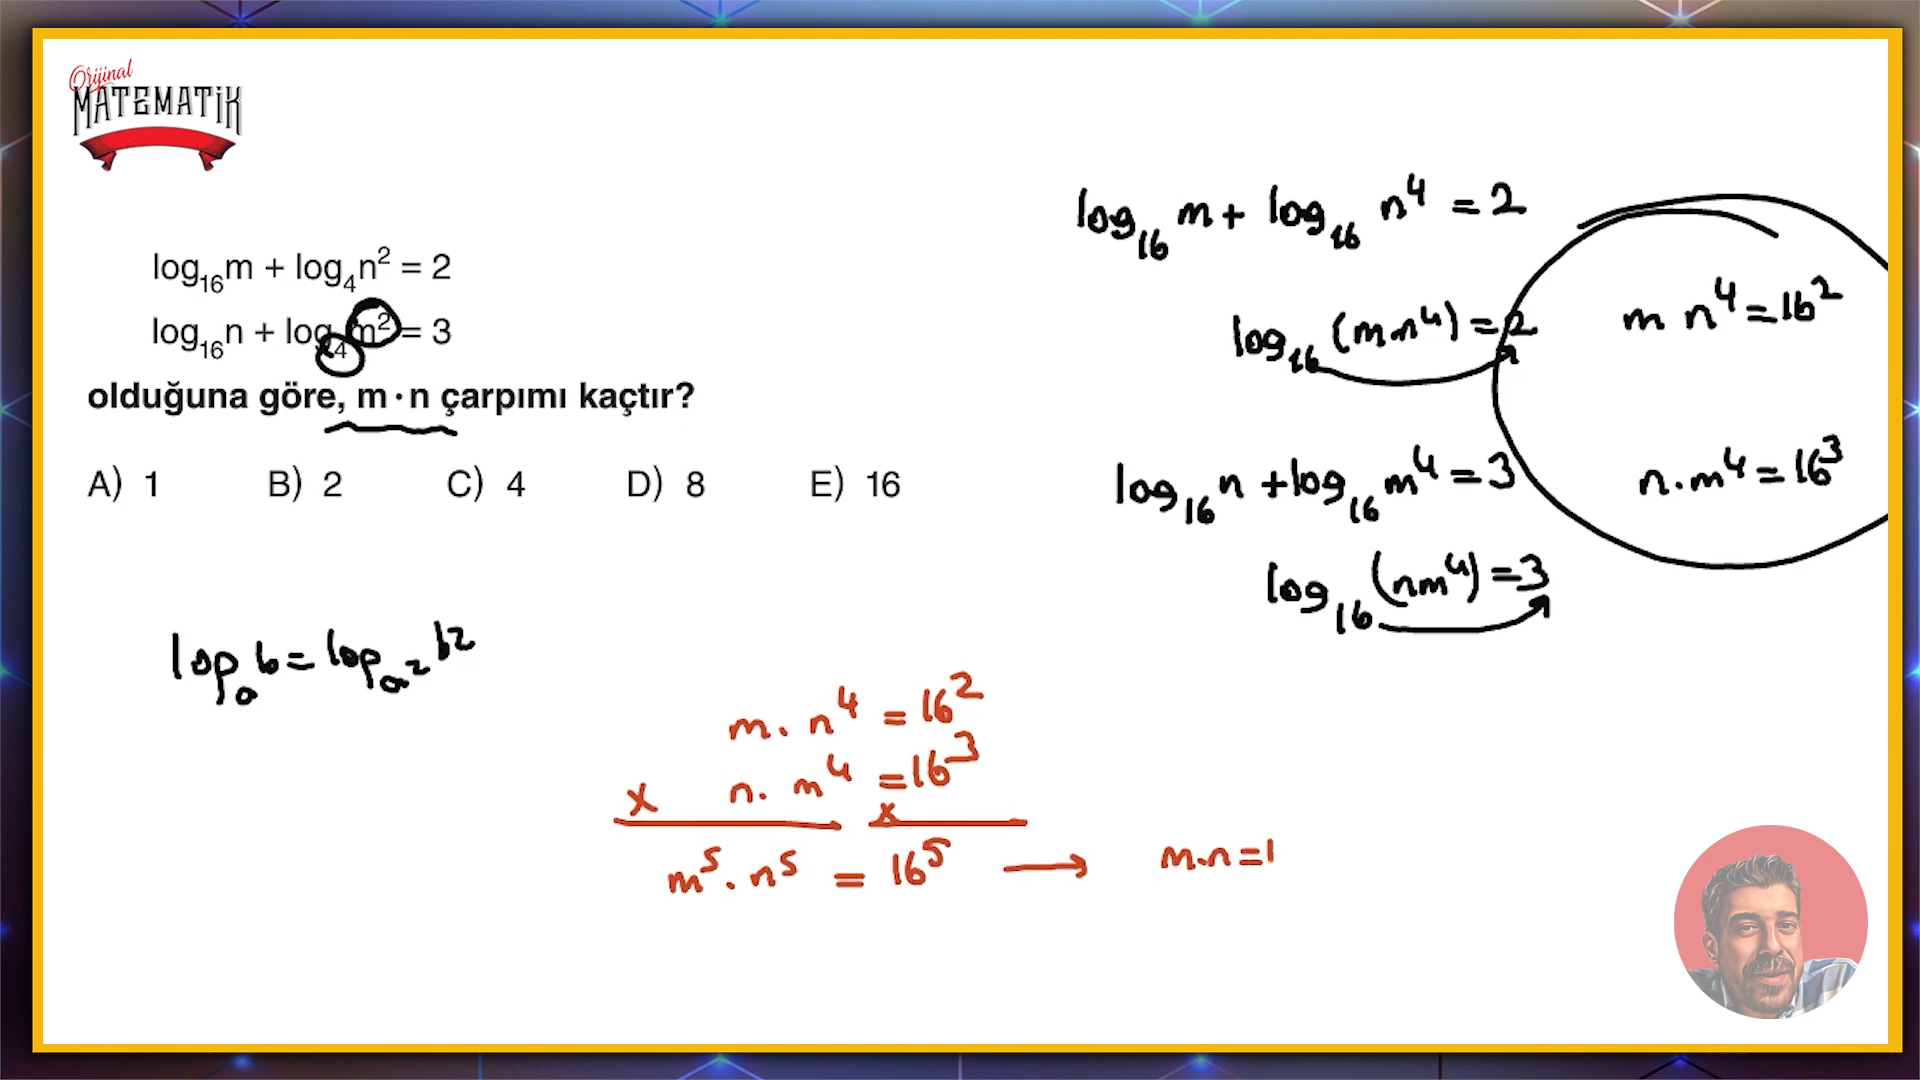 Orijinal
MATEMATİK
log₁₆m + log₄n² = 2
log₁₆n + log₄m² = 3
olduğuna göre, m · n çarpımı kaçtır?
A) 1 B) 2 C) 4 D) 8 E) 16
logₐb = logₐ²b²
log₁₆ m + log₁₆ n⁴ = 2
log₁₆ (m n⁴) = 2
m n⁴ = 16²
log₁₆ n + log₁₆ m⁴ = 3
n . m⁴ = 16³
log₁₆ (nm⁴) = 3
m . n⁴ = 16²
x n . m⁴ = 16³
x
m⁵ . n⁵ = 16⁵ → m.n = 1